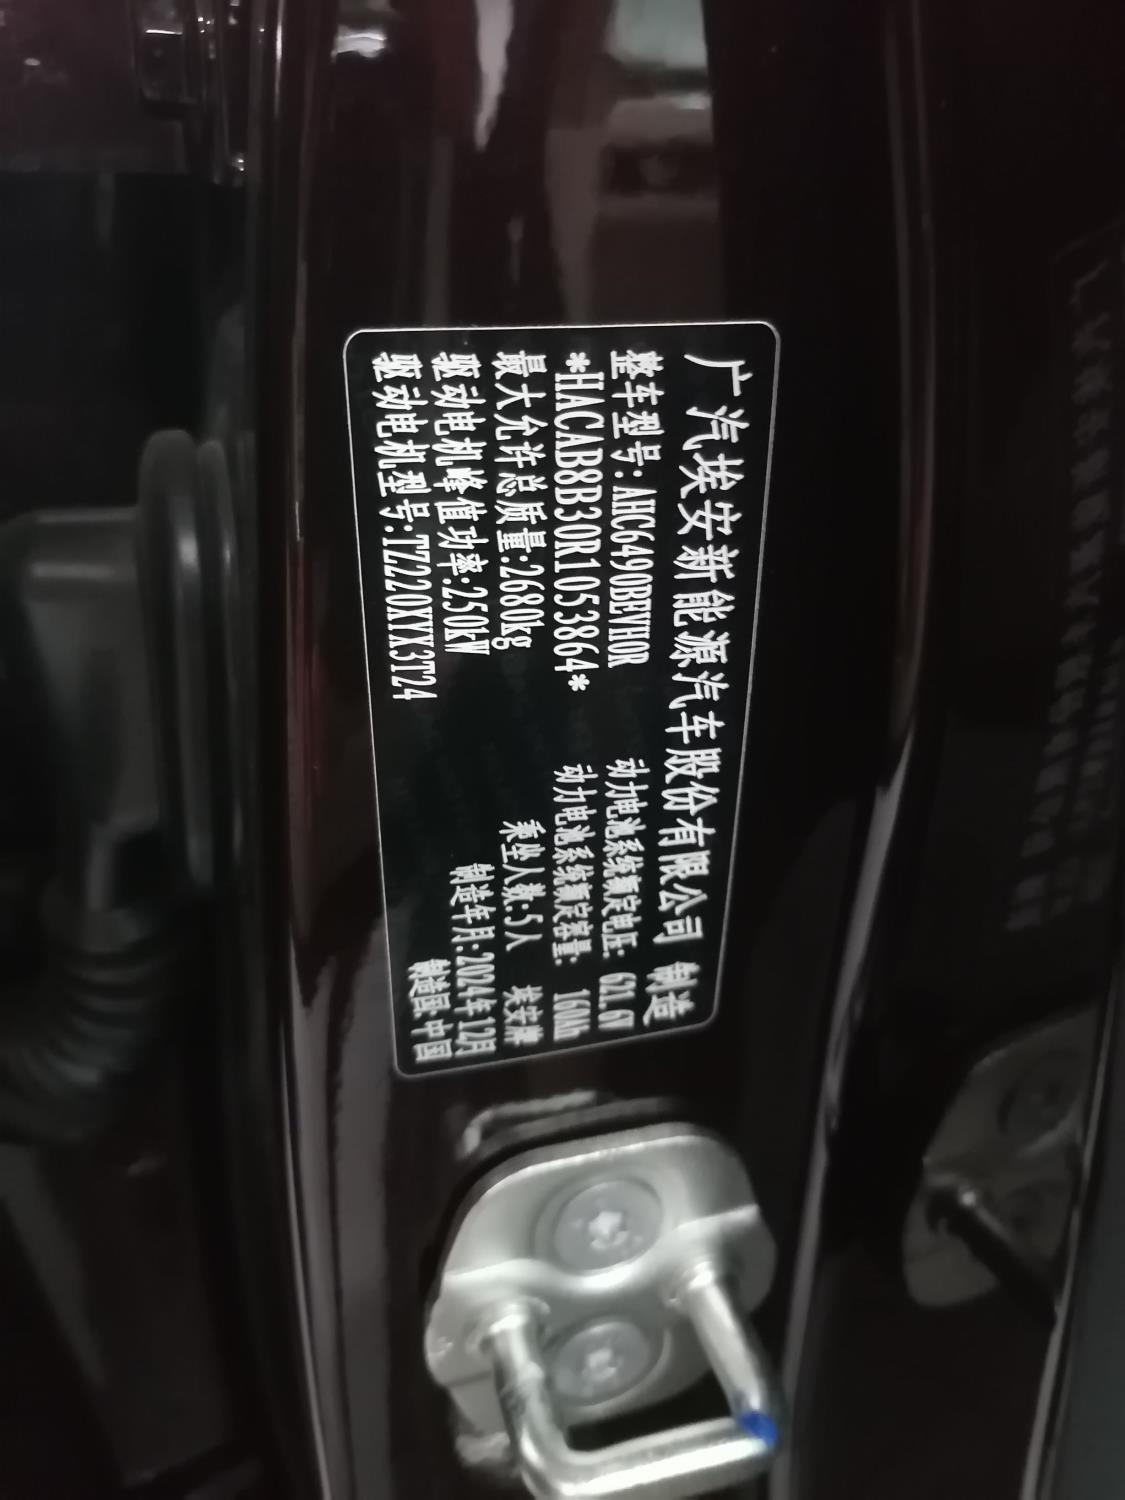 广汽埃安新能源汽车股份有限公司 制造
整车型号:AHC6490BEVH0R 动力电池系统额定电压: 621.6V
*HACAB8B30R1053864* 动力电池系统额定容量: 160Ah
最大允许总质量:2680kg 乘坐人数:5人 埃安牌
驱动电机峰值功率:250kW 制造年月:2024年12月
驱动电机型号:TZ220XYX3T24 制造国:中国